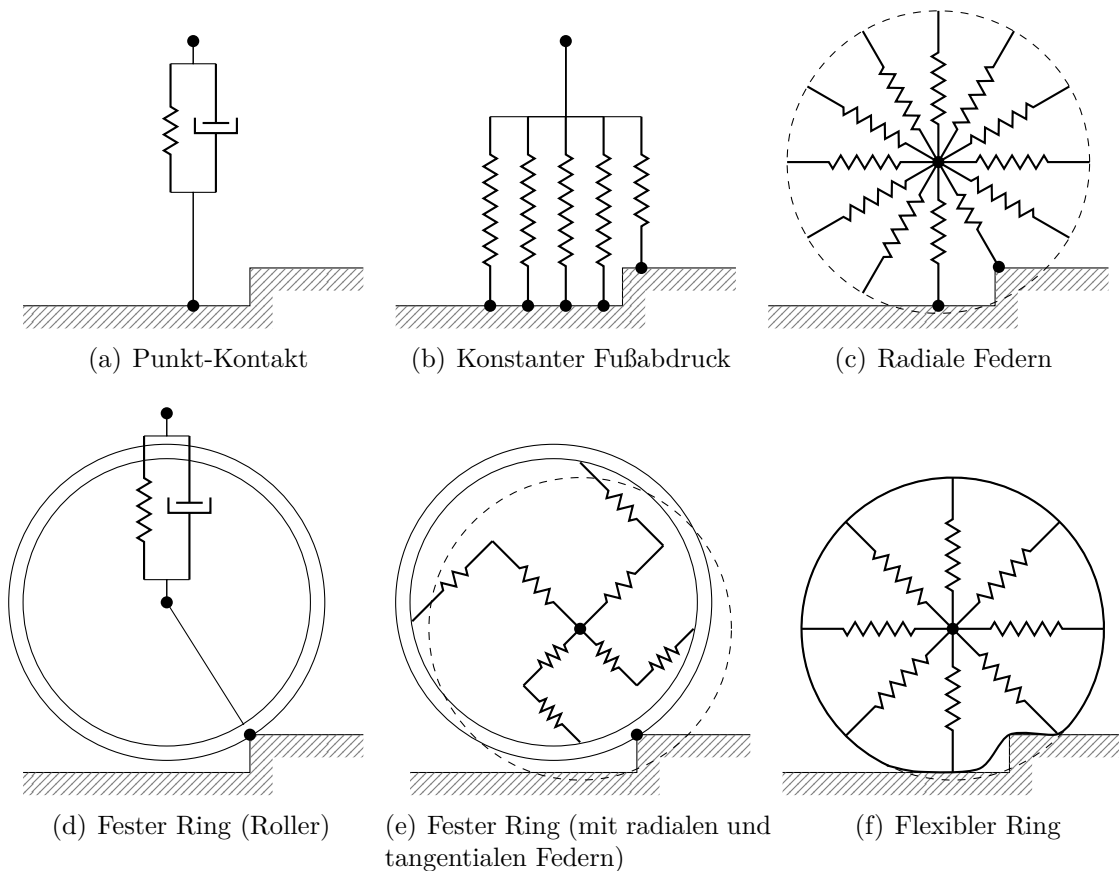 (a) Punkt-Kontakt
(b) Konstanter Fußabdruck
(c) Radiale Federn
(d) Fester Ring (Roller)
(e) Fester Ring (mit radialen und
tangentialen Federn)
(f) Flexibler Ring